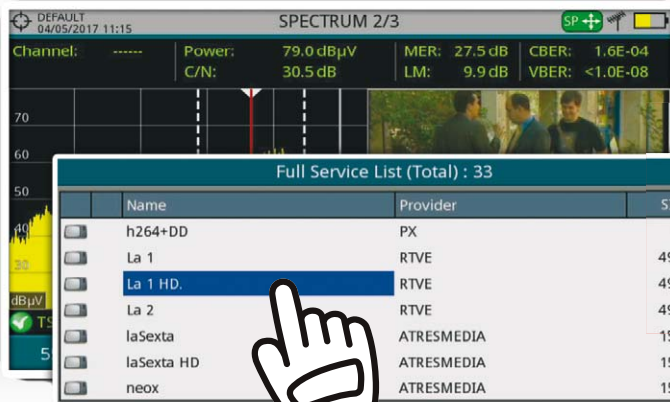 DEFAULT
04/05/2017 11:15
SPECTRUM 2/3
SP
Channel: ------ Power: 79.0 dBµV MER: 27.5 dB CBER: 1.6E-04
C/N: 30.5 dB LM: 9.9 dB VBER: <1.0E-08
70
60
50
40
30
dBµV
Full Service List (Total) : 33
Name Provider
h264+DD PX
La 1 RTVE
La 1 HD. RTVE
La 2 RTVE
laSexta ATRESMEDIA
laSexta HD ATRESMEDIA
neox ATRESMEDIA